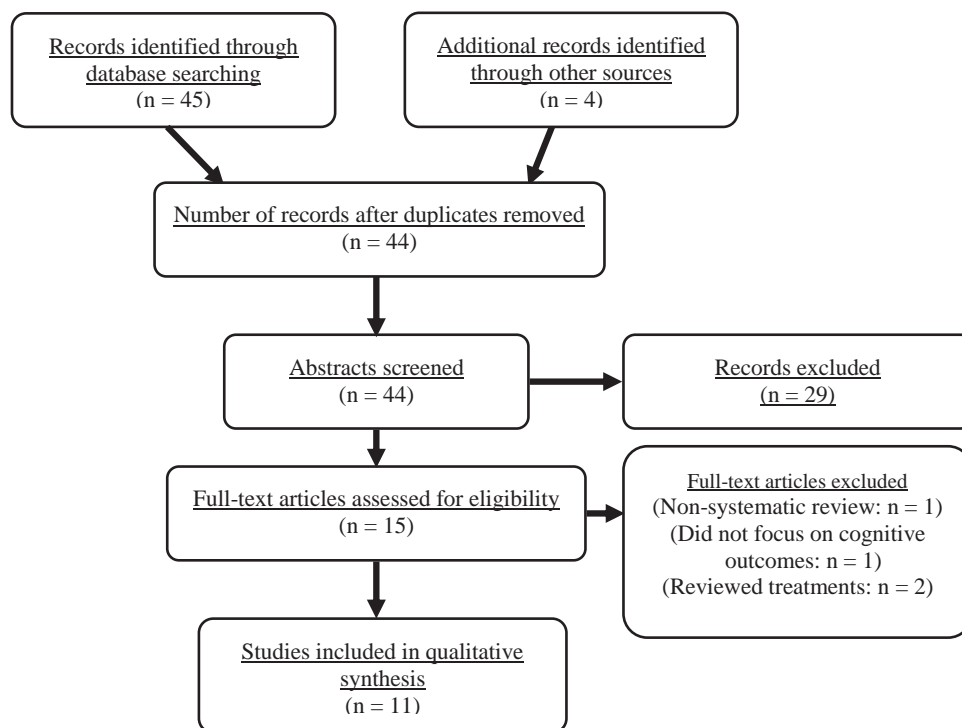 Records identified through
database searching
(n = 45)
Additional records identified
through other sources
(n = 4)
Number of records after duplicates removed
(n = 44)
Abstracts screened
(n = 44)
Records excluded
(n = 29)
Full-text articles assessed for eligibility
(n = 15)
Full-text articles excluded
(Non-systematic review: n = 1)
(Did not focus on cognitive
outcomes: n = 1)
(Reviewed treatments: n = 2)
Studies included in qualitative
synthesis
(n = 11)